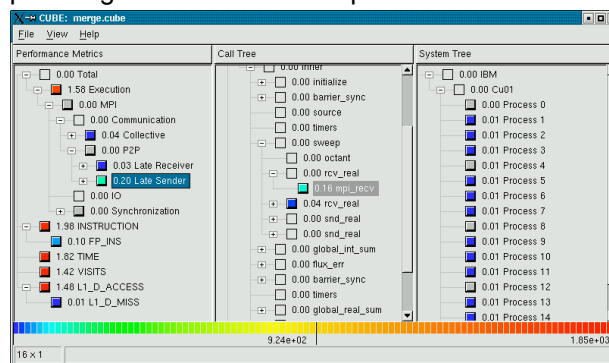 CUBE: merge.cube
File View Help
Performance Metrics
0.00 Total
1.58 Execution
0.00 MPI
0.00 Communication
0.04 Collective
0.00 P2P
0.03 Late Receiver
0.20 Late Sender
0.00 IO
0.00 Synchronization
1.98 INSTRUCTION
0.10 FP_INS
1.82 TIME
1.42 VISITS
1.48 L1_D_ACCESS
0.01 L1_D_MISS
Call Tree
0.00 inner
0.00 initialize
0.00 barrier_sync
0.00 source
0.00 timers
0.00 sweep
0.00 octant
0.00 rcv_real
0.16 mpi_recv
0.04 rcv_real
0.00 snd_real
0.00 snd_real
0.00 global_int_sum
0.00 flux_err
0.00 barrier_sync
0.00 timers
0.00 global_real_sum
System Tree
0.00 IBM
0.00 Cu01
0.00 Process 0
0.01 Process 1
0.01 Process 2
0.01 Process 3
0.00 Process 4
0.01 Process 5
0.01 Process 6
0.01 Process 7
0.00 Process 8
0.01 Process 9
0.01 Process 10
0.01 Process 11
0.00 Process 12
0.01 Process 13
0.01 Process 14
9.24e+02
1.85e+03
16 x 1